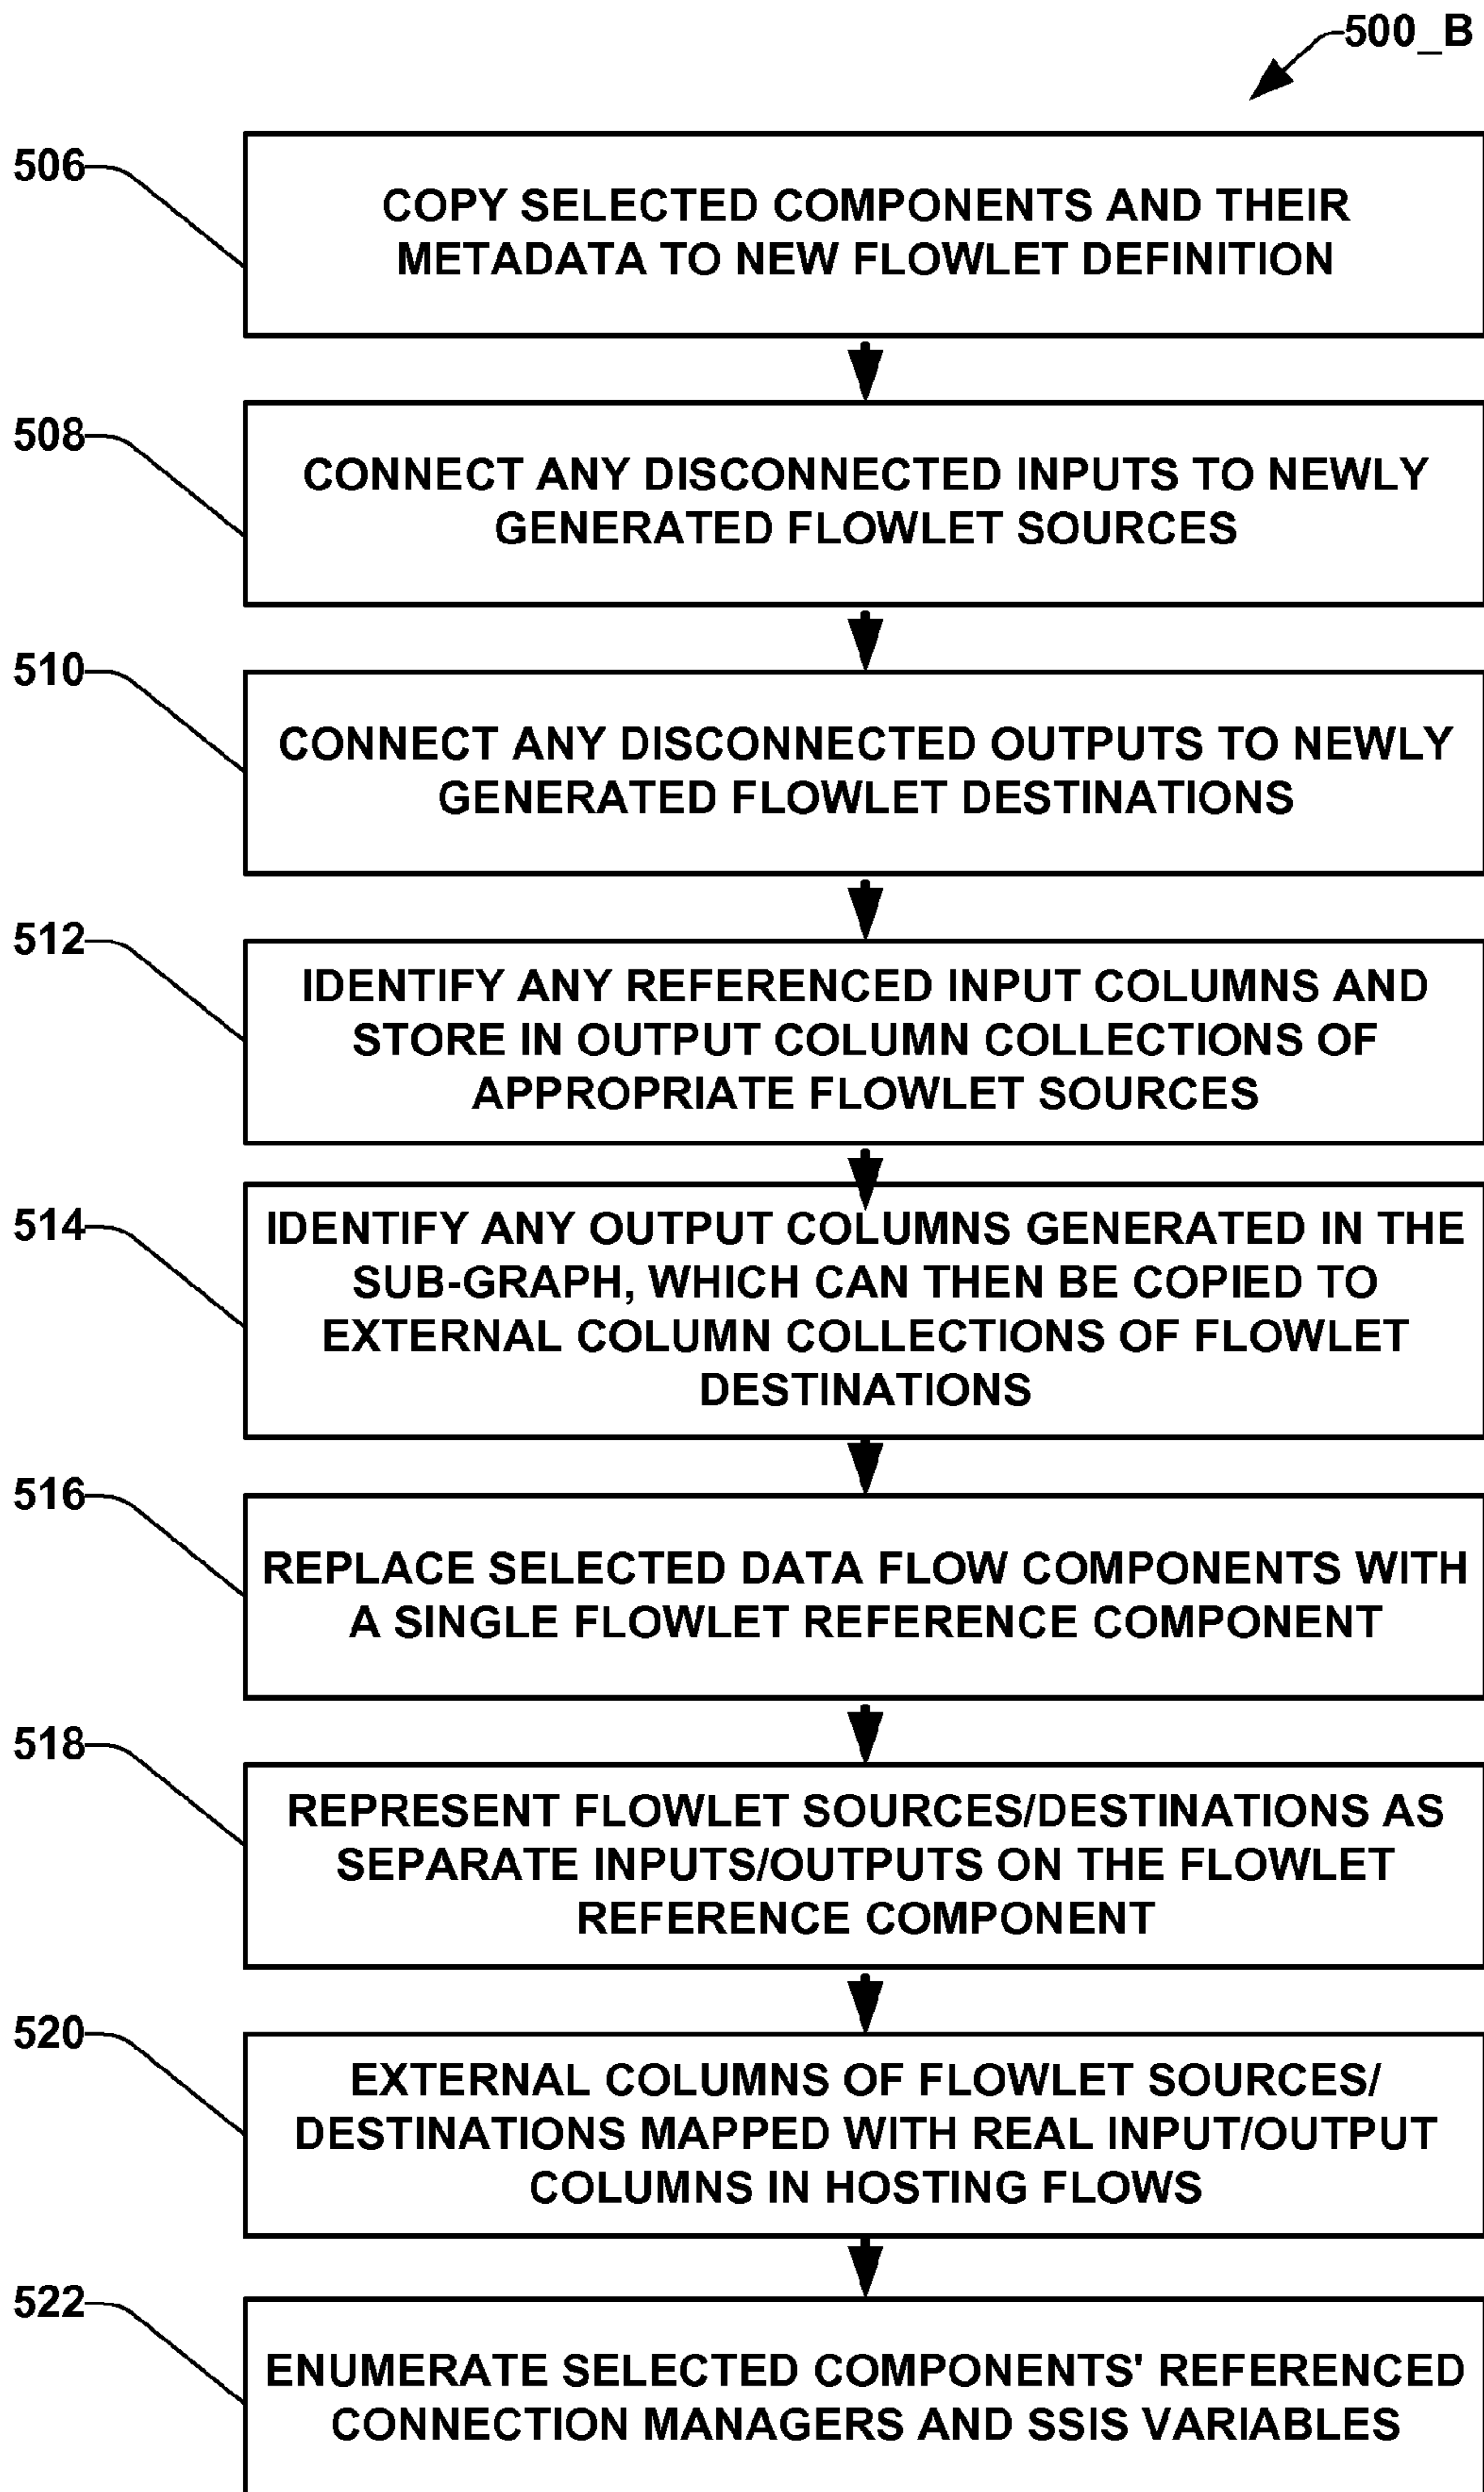 500_B
506
COPY SELECTED COMPONENTS AND THEIR
METADATA TO NEW FLOWLET DEFINITION
508
CONNECT ANY DISCONNECTED INPUTS TO NEWLY
GENERATED FLOWLET SOURCES
510
CONNECT ANY DISCONNECTED OUTPUTS TO NEWLY
GENERATED FLOWLET DESTINATIONS
512
IDENTIFY ANY REFERENCED INPUT COLUMNS AND
STORE IN OUTPUT COLUMN COLLECTIONS OF
APPROPRIATE FLOWLET SOURCES
514
IDENTIFY ANY OUTPUT COLUMNS GENERATED IN THE
SUB-GRAPH, WHICH CAN THEN BE COPIED TO
EXTERNAL COLUMN COLLECTIONS OF FLOWLET
DESTINATIONS
516
REPLACE SELECTED DATA FLOW COMPONENTS WITH
A SINGLE FLOWLET REFERENCE COMPONENT
518
REPRESENT FLOWLET SOURCES/DESTINATIONS AS
SEPARATE INPUTS/OUTPUTS ON THE FLOWLET
REFERENCE COMPONENT
520
EXTERNAL COLUMNS OF FLOWLET SOURCES/
DESTINATIONS MAPPED WITH REAL INPUT/OUTPUT
COLUMNS IN HOSTING FLOWS
522
ENUMERATE SELECTED COMPONENTS' REFERENCED
CONNECTION MANAGERS AND SSIS VARIABLES